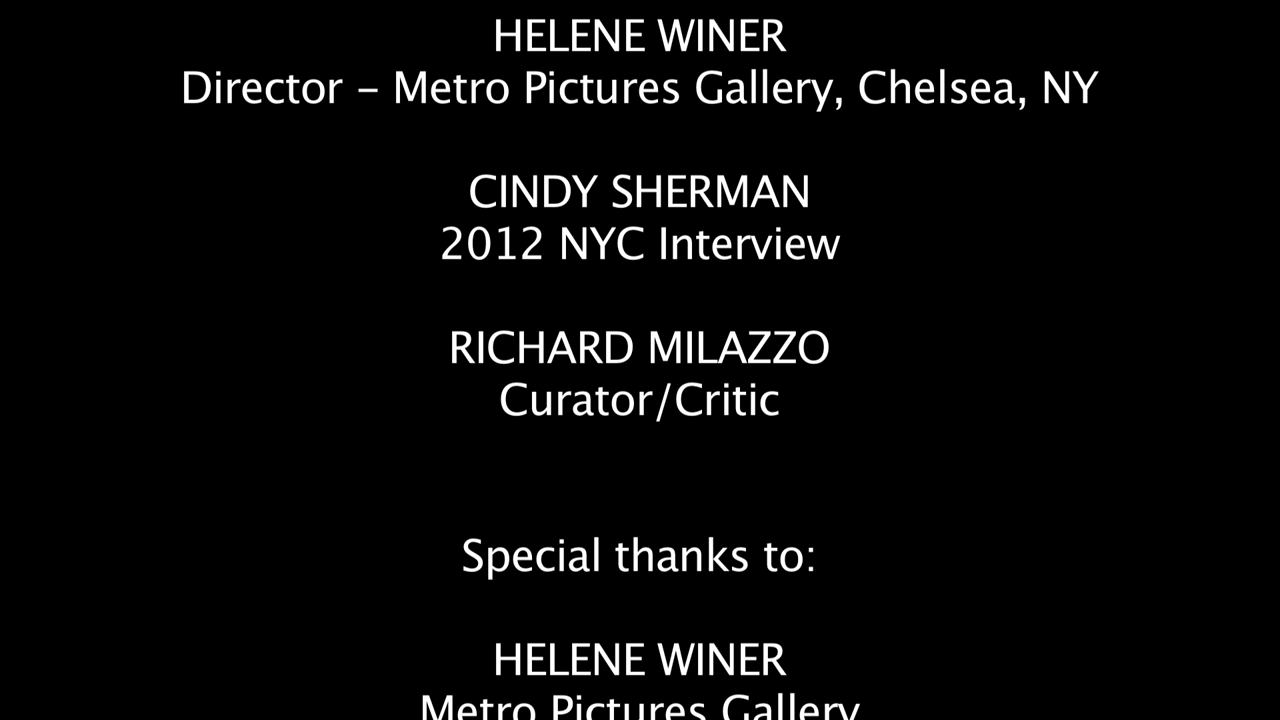 HELENE WINER
Director – Metro Pictures Gallery, Chelsea, NY
CINDY SHERMAN
2012 NYC Interview
RICHARD MILAZZO
Curator/Critic
Special thanks to:
HELENE WINER
Metro Pictures Gallery